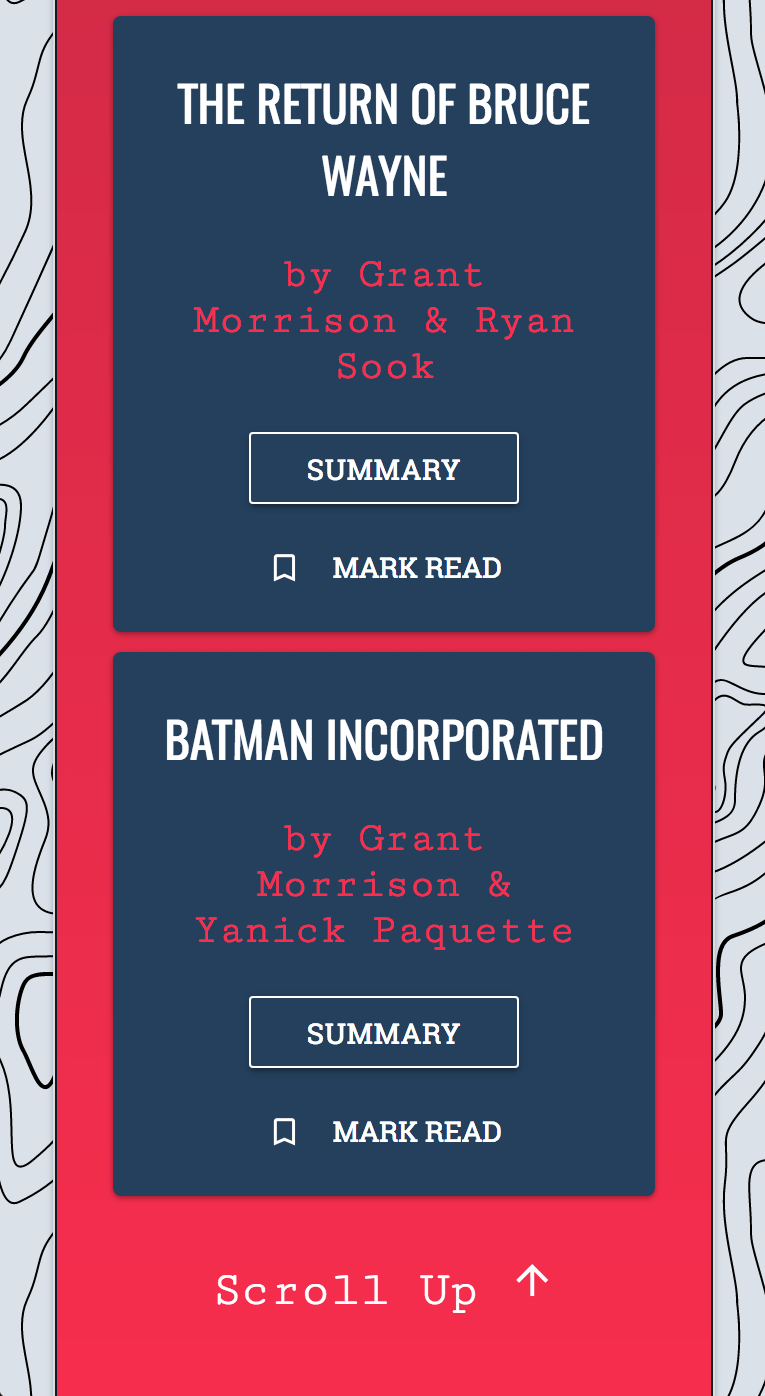 THE RETURN OF BRUCE
WAYNE
by Grant
Morrison & Ryan
Sook
SUMMARY
MARK READ
BATMAN INCORPORATED
by Grant
Morrison &
Yanick Paquette
SUMMARY
MARK READ
Scroll Up ↑